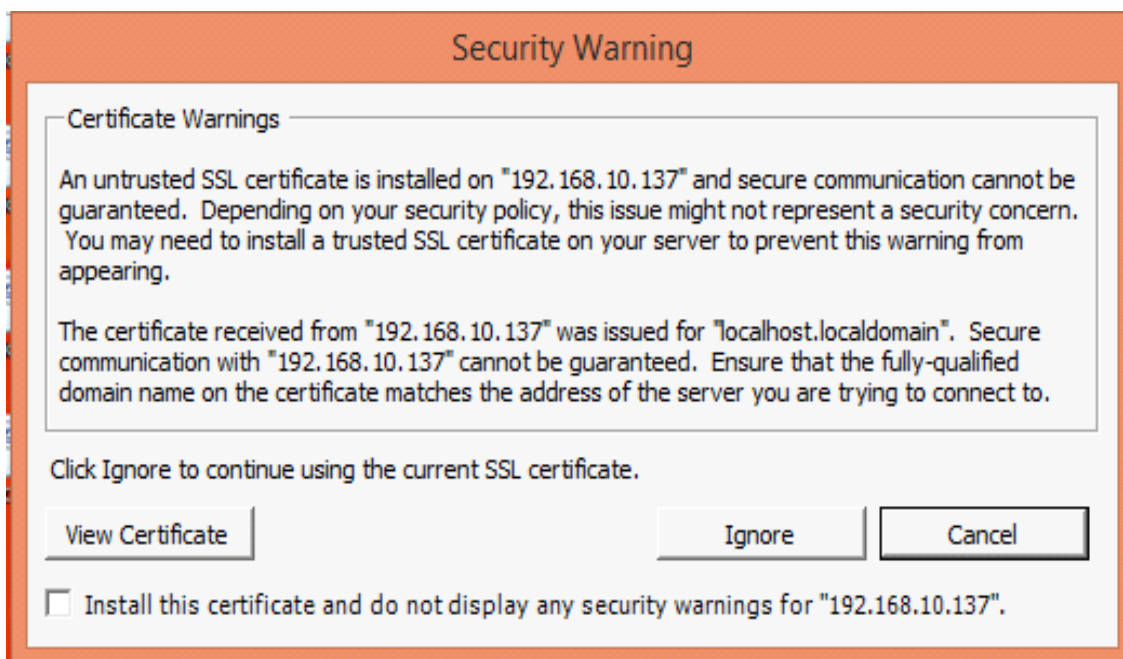 Security Warning
Certificate Warnings
An untrusted SSL certificate is installed on "192.168.10.137" and secure communication cannot be
guaranteed.  Depending on your security policy, this issue might not represent a security concern.
You may need to install a trusted SSL certificate on your server to prevent this warning from
appearing.
The certificate received from "192.168.10.137" was issued for "localhost.localdomain".  Secure
communication with "192.168.10.137" cannot be guaranteed.  Ensure that the fully-qualified
domain name on the certificate matches the address of the server you are trying to connect to.
Click Ignore to continue using the current SSL certificate.
View Certificate Ignore Cancel
Install this certificate and do not display any security warnings for "192.168.10.137".